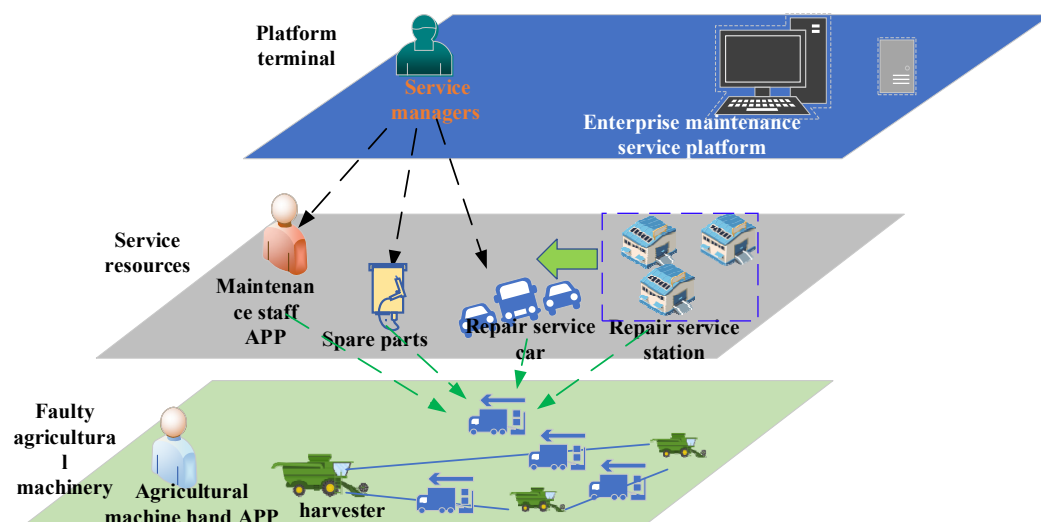 Platform
terminal
Service
managers
Enterprise maintenance
service platform
Service
resources
Maintenan
ce staff
APP
Spare parts
Repair service
car
Repair service
station
Faulty
agricultura
l
machinery
Agricultural
machine hand APP
harvester